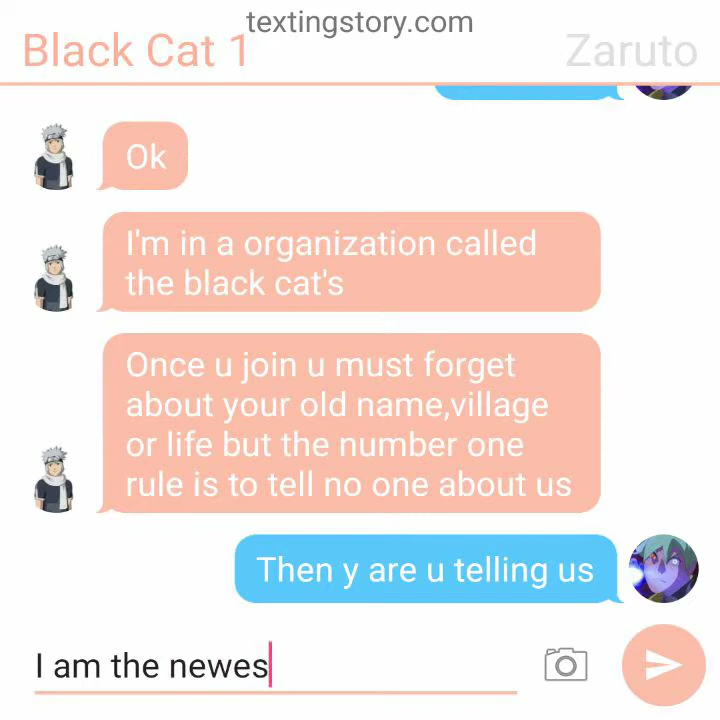 textingstory.com
Black Cat 1
Zaruto
Ok
I'm in a organization called
the black cat's
Once u join u must forget
about your old name,village
or life but the number one
rule is to tell no one about us
Then y are u telling us
I am the newes